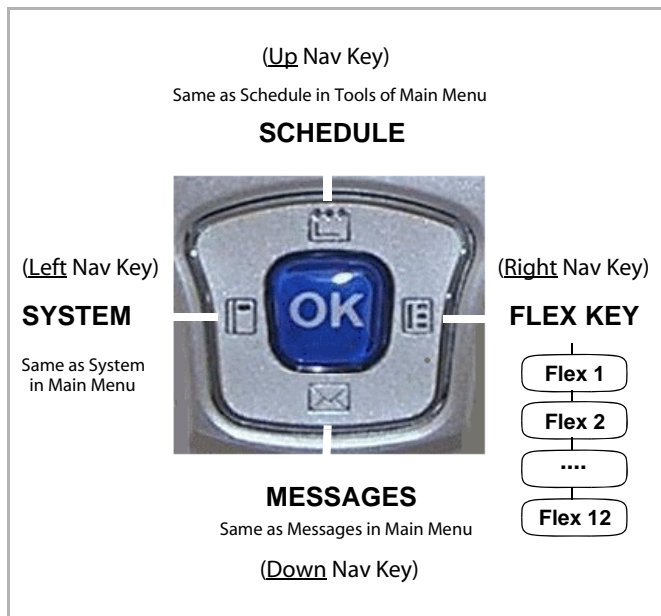 (Up Nav Key)
Same as Schedule in Tools of Main Menu
SCHEDULE
(Left Nav Key)
SYSTEM
Same as System
in Main Menu
OK
(Right Nav Key)
FLEX KEY
Flex 1
Flex 2
....
Flex 12
MESSAGES
Same as Messages in Main Menu
(Down Nav Key)